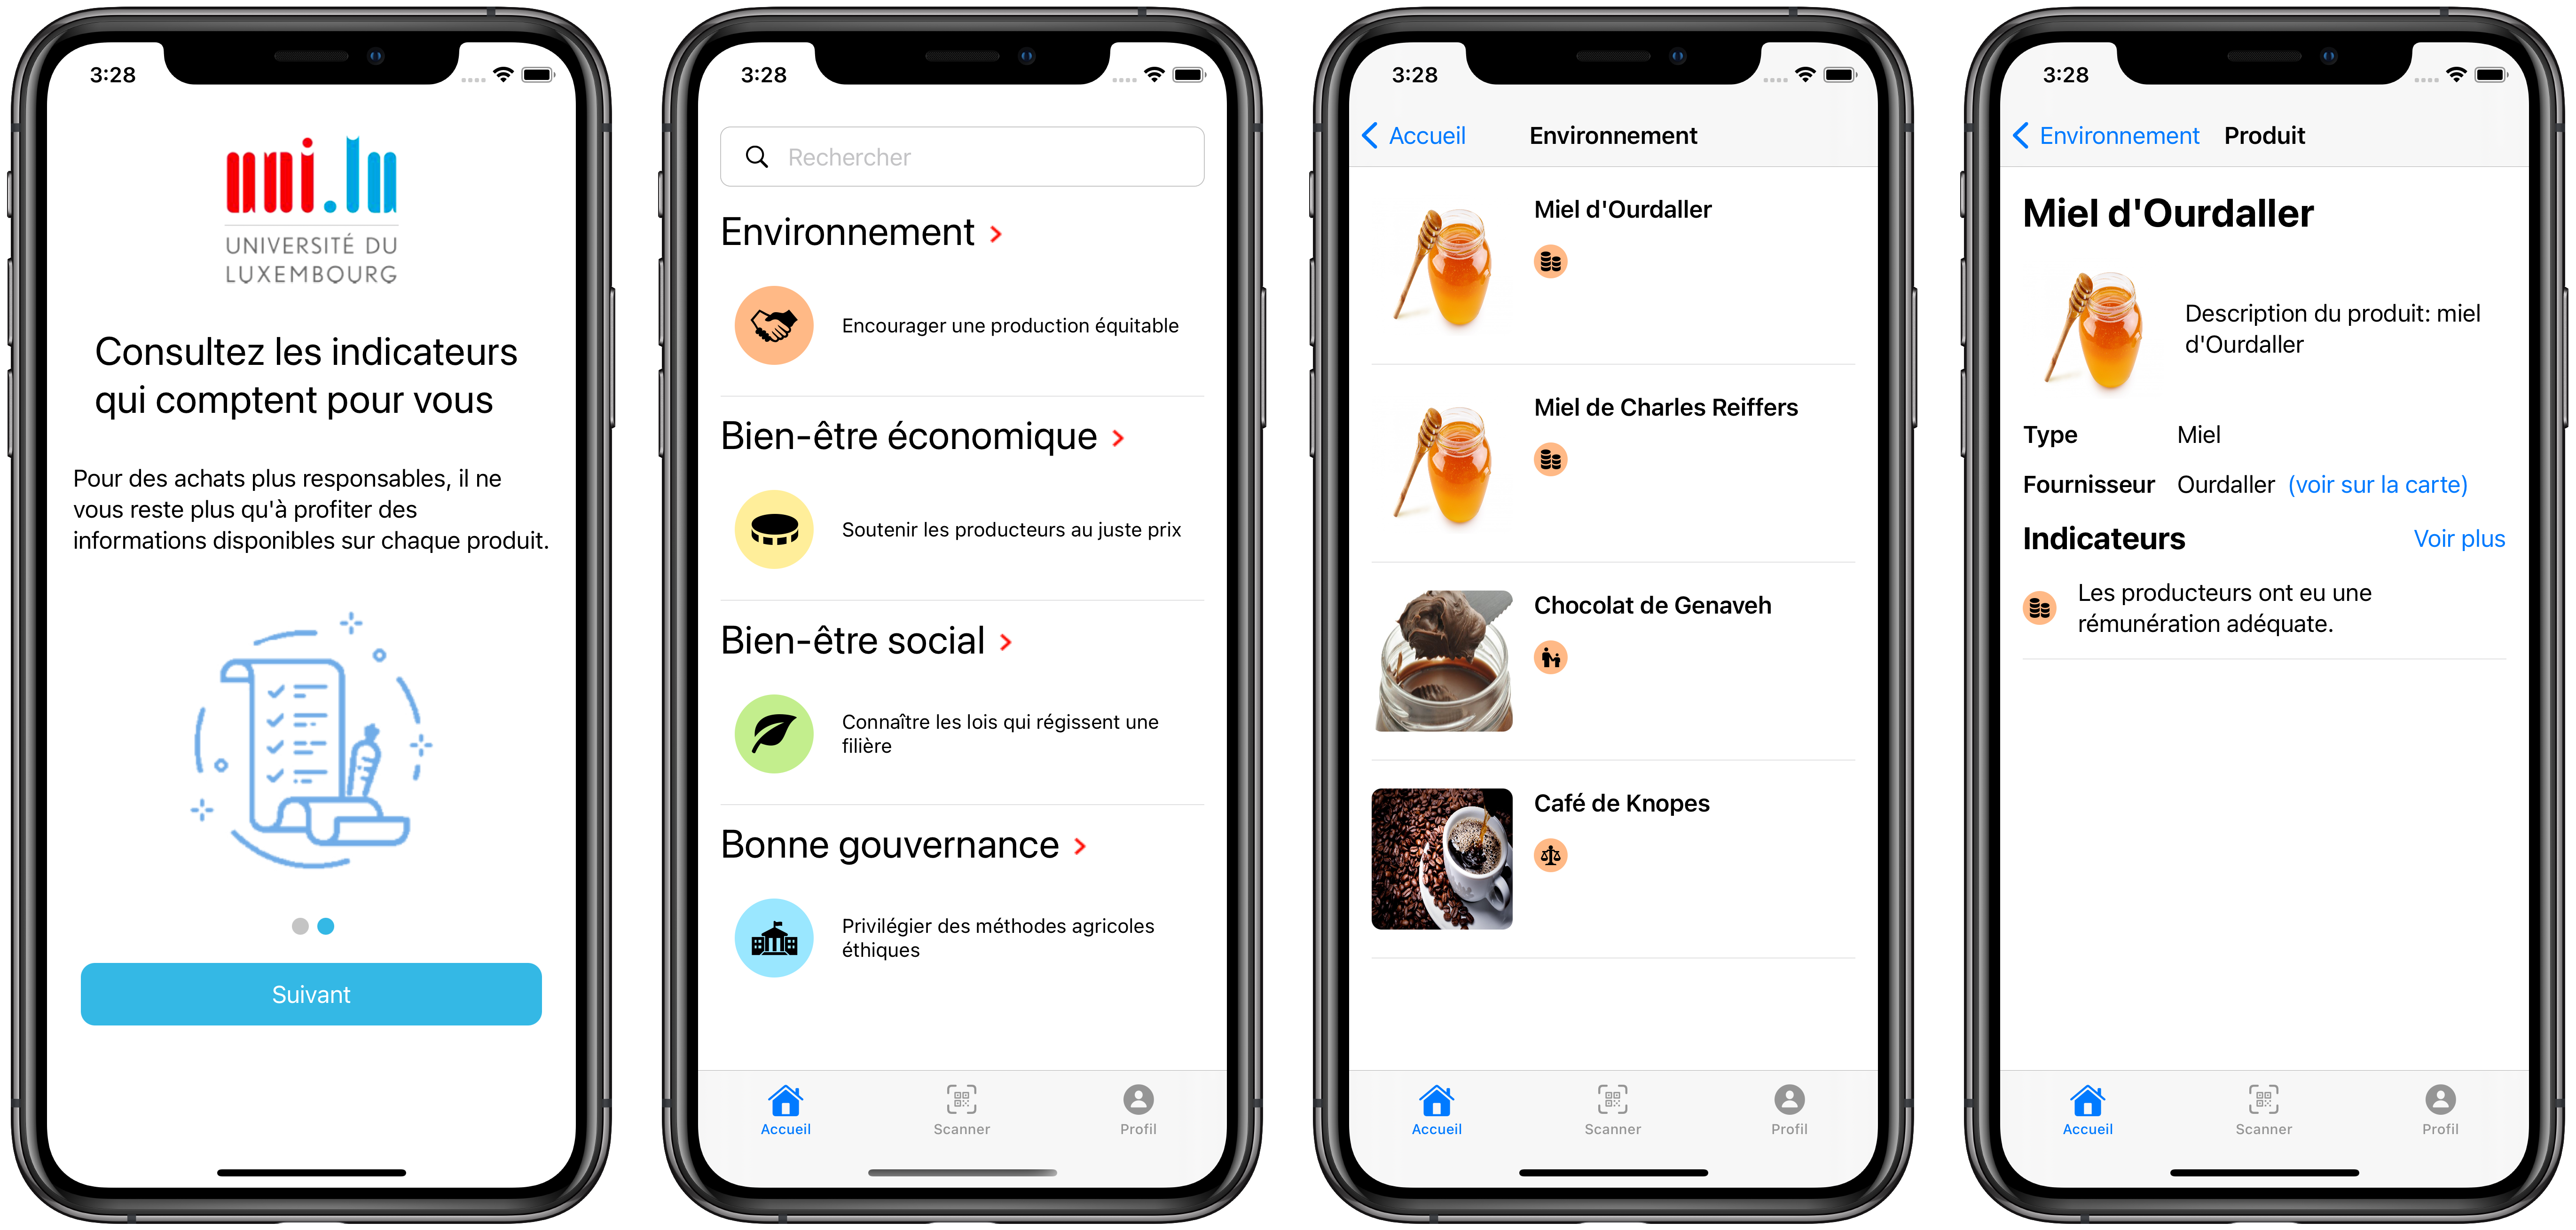 3:28
uni.lu
UNIVERSITÉ DU
LUXEMBOURG
Consultez les indicateurs
qui comptent pour vous
Pour des achats plus responsables, il ne
vous reste plus qu'à profiter des
informations disponibles sur chaque produit.
Suivant
3:28
Rechercher
Environnement
Encourager une production équitable
Bien-être économique
Soutenir les producteurs au juste prix
Bien-être social
Connaître les lois qui régissent une
filière
Bonne gouvernance
Privilégier des méthodes agricoles
éthiques
Accueil Scanner Profil
3:28
Accueil Environnement
Miel d'Ourdaller
Miel de Charles Reiffers
Chocolat de Genaveh
Café de Knopes
Accueil Scanner Profil
3:28
Environnement Produit
Miel d'Ourdaller
Description du produit: miel
d'Ourdaller
Type Miel
Fournisseur Ourdaller (voir sur la carte)
Indicateurs Voir plus
Les producteurs ont eu une
rémunération adéquate.
Accueil Scanner Profil